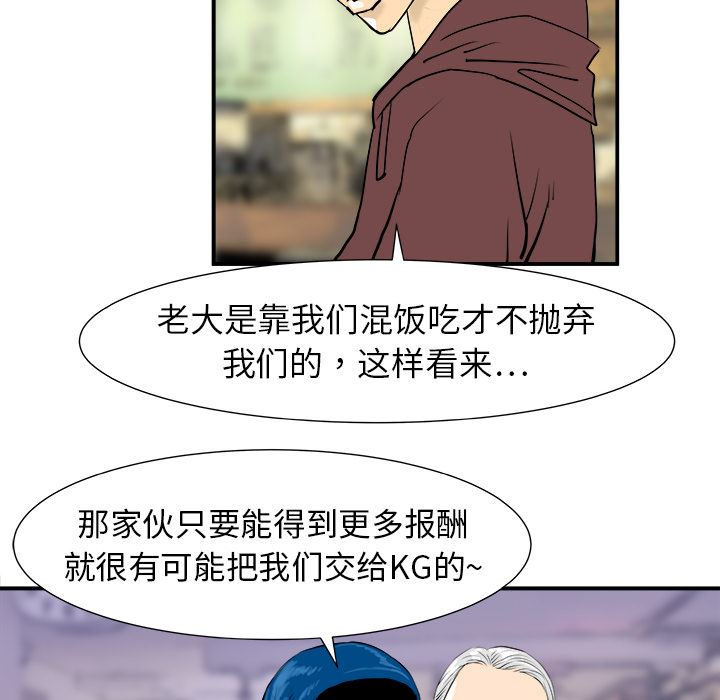 老大是靠我们混饭吃才不抛弃
我们的，这样看来...
那家伙只要能得到更多报酬
就很有可能把我们交给KG的~